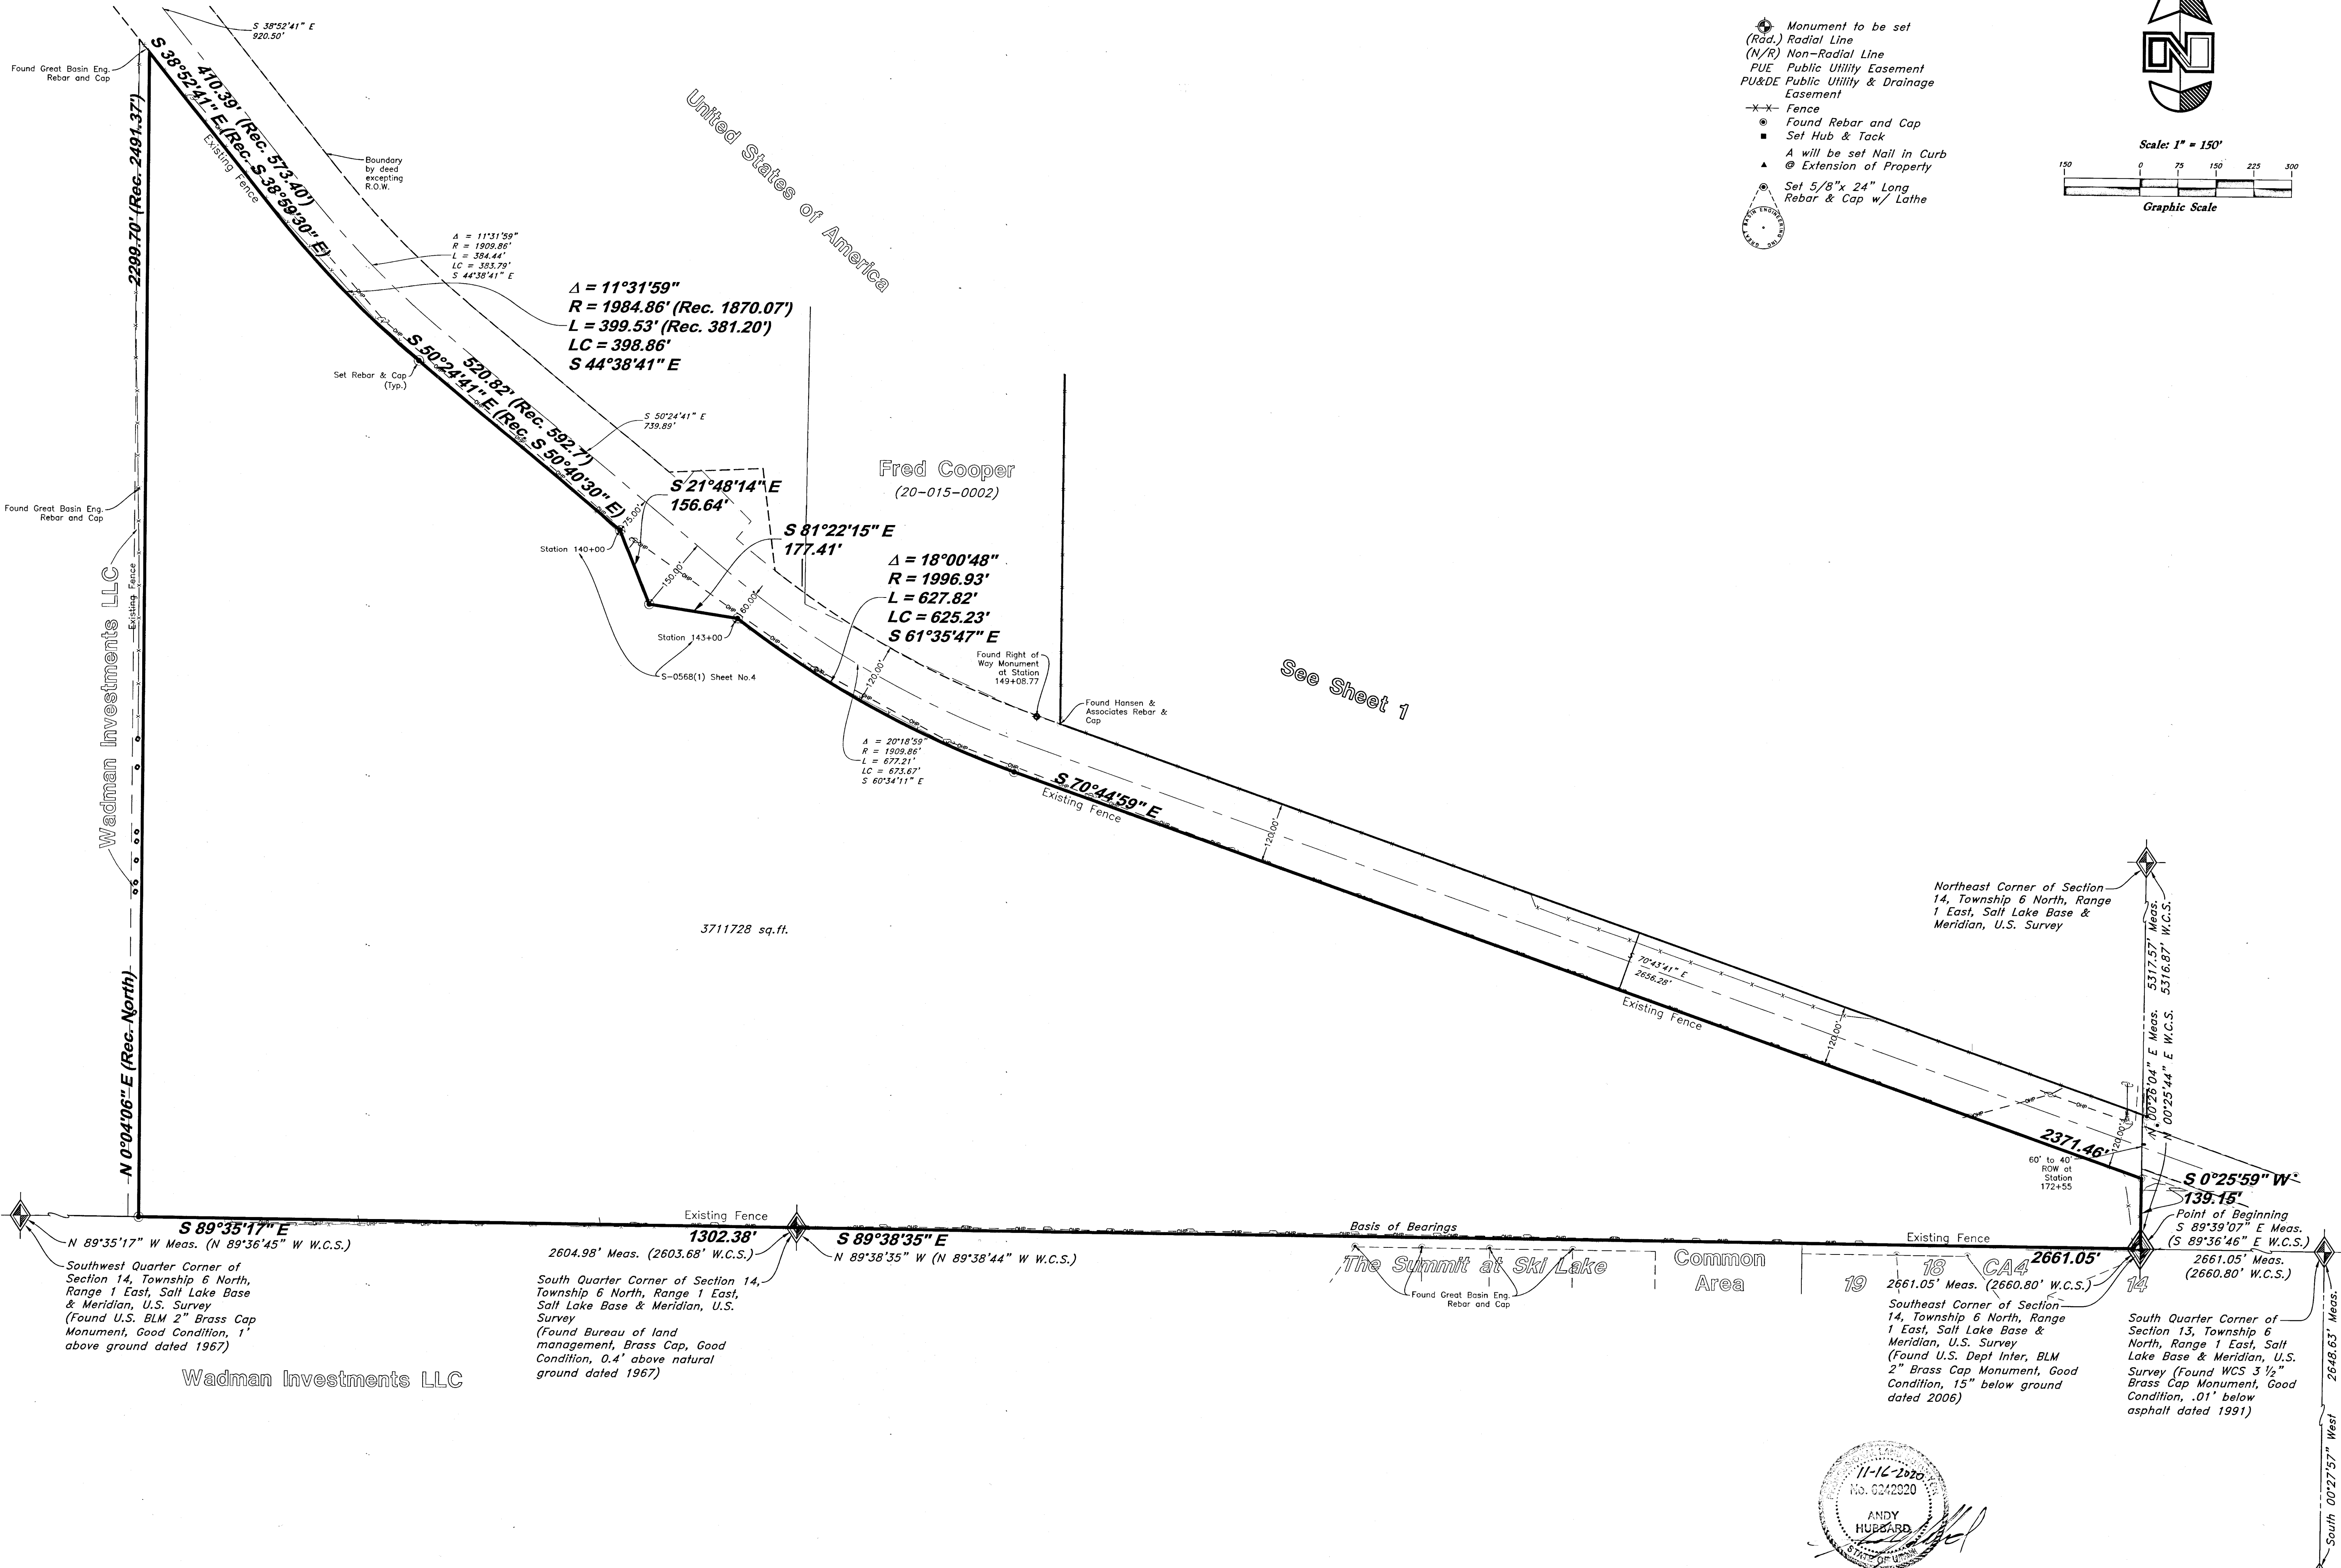 S 38°52'41" E
920.50'
Found Great Basin Eng.
Rebar and Cap
S 38°52'41" E (Rec. S 38°59'30" E)
410.39' (Rec. 573.40')
Existing Fence
2299.70' (Rec. 2491.37')
Boundary
by deed
excepting
R.O.W.
Δ = 11°31'59"
R = 1909.86'
L = 384.44'
LC = 383.79'
S 44°38'41" E
Δ = 11°31'59"
R = 1984.86' (Rec. 1870.07')
L = 399.53' (Rec. 381.20')
LC = 398.86'
S 44°38'41" E
United States of America
Monument to be set
(Rad.) Radial Line
(N/R) Non-Radial Line
PUE Public Utility Easement
PU&DE Public Utility & Drainage
Easement
Fence
Found Rebar and Cap
Set Hub & Tack
A will be set Nail in Curb
@ Extension of Property
Set 5/8"x 24" Long
Rebar & Cap w/ Lathe
GREAT BASIN ENGINEERING INC
N
Scale: 1" = 150'
150 0 75 150 225 300
Graphic Scale
Set Rebar & Cap
(Typ.)
S 50°24'41" E (Rec. S 50°40'30" E)
520.82' (Rec. 592.7')
S 50°24'41" E
739.89'
Found Great Basin Eng.
Rebar and Cap
Existing Fence
Wadman Investments LLC
Fred Cooper
(20-015-0002)
S 21°48'14" E
156.64'
75.00'
Station 140+00
S 81°22'15" E
177.41'
150.00'
60.00'
Station 143+00
S-0568(1) Sheet No.4
Δ = 18°00'48"
R = 1996.93'
L = 627.82'
LC = 625.23'
S 61°35'47" E
Found Right of
Way Monument
at Station
149+08.77
120.00'
Found Hansen &
Associates Rebar &
Cap
See Sheet 1
Δ = 20°18'59"
R = 1909.86'
L = 677.21'
LC = 673.67'
S 60°34'11" E
S 70°44'59" E
Existing Fence
120.00'
3711728 sq.ft.
Northeast Corner of Section
14, Township 6 North, Range
1 East, Salt Lake Base &
Meridian, U.S. Survey
S 70°43'41" E
2656.28'
Existing Fence
120.00'
N 00°26'04" E Meas. 5317.57' Meas.
N 00°25'44" E W.C.S. 5316.87' W.C.S.
2371.46'
120.00'
60' to 40'
ROW at
Station
172+55
S 0°25'59" W
139.15'
Point of Beginning
S 89°39'07" E Meas.
(S 89°36'46" E W.C.S.)
2661.05' Meas.
(2660.80' W.C.S.)
N 0°04'06" E (Rec. North)
S 89°35'17" E
N 89°35'17" W Meas. (N 89°36'45" W W.C.S.)
Existing Fence
1302.38'
2604.98' Meas. (2603.68' W.C.S.)
S 89°38'35" E
N 89°38'35" W (N 89°38'44" W W.C.S.)
Basis of Bearings
Existing Fence
2661.05'
2661.05' Meas. (2660.80' W.C.S.)
The Summit at Ski Lake
Common
Area
19
18
CA4
14
Found Great Basin Eng.
Rebar and Cap
Southwest Corner of
Section 14, Township 6 North,
Range 1 East, Salt Lake Base
& Meridian, U.S. Survey
(Found U.S. BLM 2" Brass Cap
Monument, Good Condition, 1'
above ground dated 1967)
South Quarter Corner of Section 14,
Township 6 North, Range 1 East,
Salt Lake Base & Meridian, U.S.
Survey
(Found Bureau of land
management, Brass Cap, Good
Condition, 0.4' above natural
ground dated 1967)
Southeast Corner of Section
14, Township 6 North, Range
1 East, Salt Lake Base &
Meridian, U.S. Survey
(Found U.S. Dept Inter, BLM
2" Brass Cap Monument, Good
Condition, 15" below ground
dated 2006)
South Quarter Corner of
Section 13, Township 6
North, Range 1 East, Salt
Lake Base & Meridian, U.S.
Survey (Found WCS 3 ½"
Brass Cap Monument, Good
Condition, .01' below
asphalt dated 1991)
South 00°27'57" West 2648.63' Meas.
Wadman Investments LLC
11-16-2020
No. 6242920
ANDY
HUBBARD
STATE OF UTAH